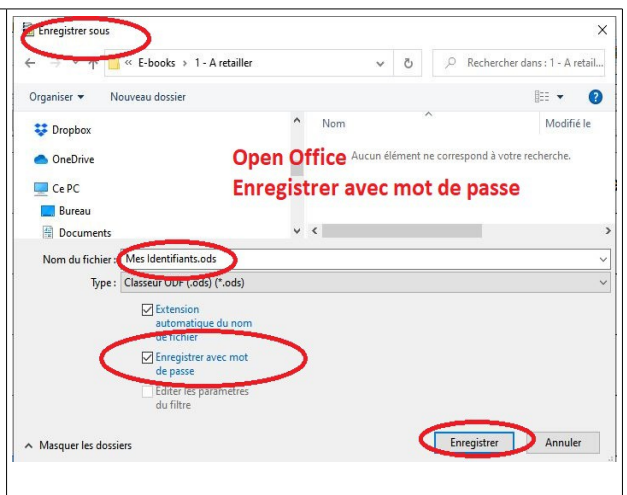 Enregistrer sous
« E-books › 1 - A retailler
Rechercher dans : 1 - A retail...
Organiser
Nouveau dossier
Dropbox
OneDrive
Ce PC
Bureau
Documents
Nom
Modifié le
Aucun élément ne correspond à votre recherche.
Open Office
Enregistrer avec mot de passe
Nom du fichier : Mes Identifiants.ods
Type : Classeur ODF (.ods) (*.ods)
Extension
automatique du nom
de fichier
Enregistrer avec mot
de passe
Éditer les paramètres
du filtre
Masquer les dossiers
Enregistrer
Annuler